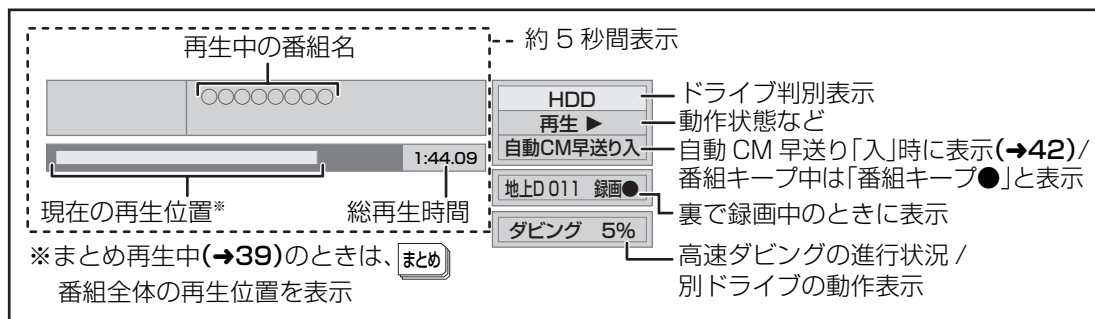 再生中の番組名
約5秒間表示
○○○○○○○○
HDD
ドライブ判別表示
再生 ▶
動作状態など
1:44.09
自動CM早送り入
自動 CM 早送り「入」時に表示(➔42)/
番組キープ中は「番組キープ●」と表示
現在の再生位置※
総再生時間
地上D 011 録画●
裏で録画中のときに表示
ダビング 5%
高速ダビングの進行状況 /
別ドライブの動作表示
※まとめ再生中(➔39)のときは、まとめ
番組全体の再生位置を表示